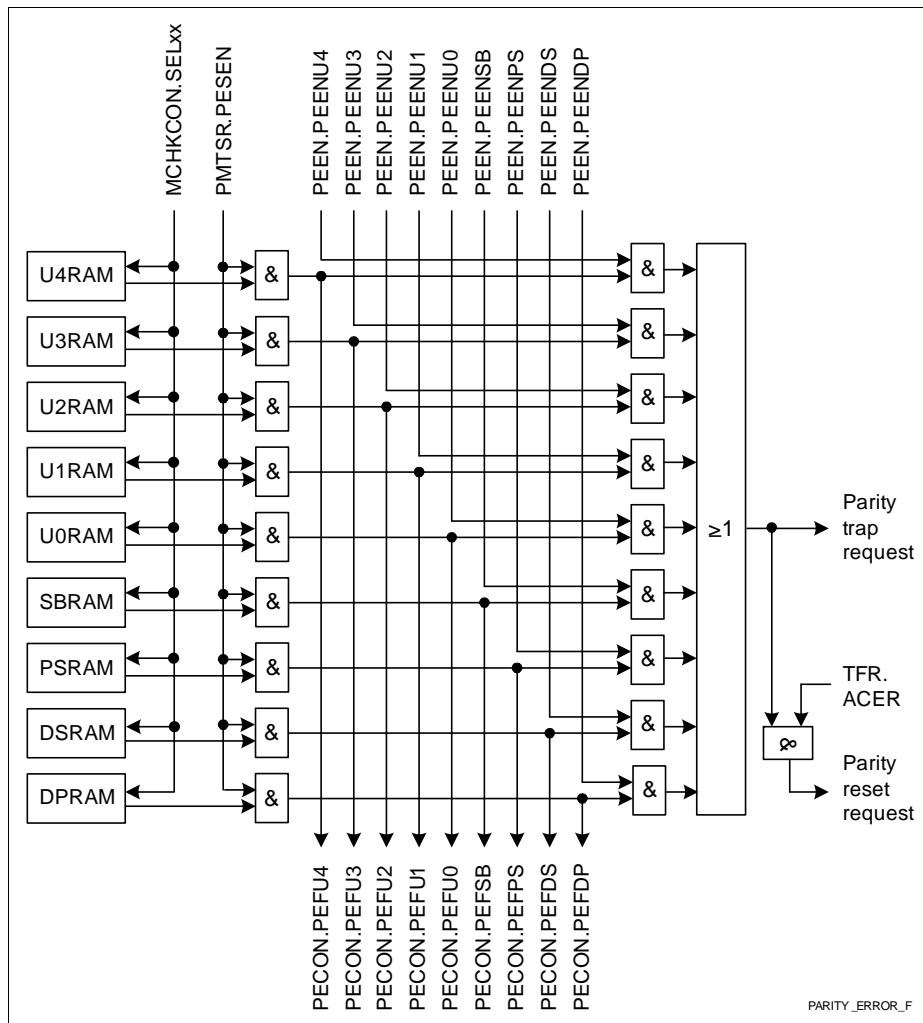 MCHKCON.SELxx
PMTSR.PESEN
PEEN.PEENU4
PEEN.PEENU3
PEEN.PEENU2
PEEN.PEENU1
PEEN.PEENU0
PEEN.PEENSB
PEEN.PEENPS
PEEN.PEENDS
PEEN.PEENDP
U4RAM & &
U3RAM & &
U2RAM & &
U1RAM & &
U0RAM & &
SBRAM & &
PSRAM & &
DSRAM & &
DPRAM & &
≥1
Parity
trap
request
TFR.
ACER
&
Parity
reset
request
PECON.PEFU4
PECON.PEFU3
PECON.PEFU2
PECON.PEFU1
PECON.PEFU0
PECON.PEFSB
PECON.PEFPS
PECON.PEFDS
PECON.PEFDP
PARITY_ERROR_F